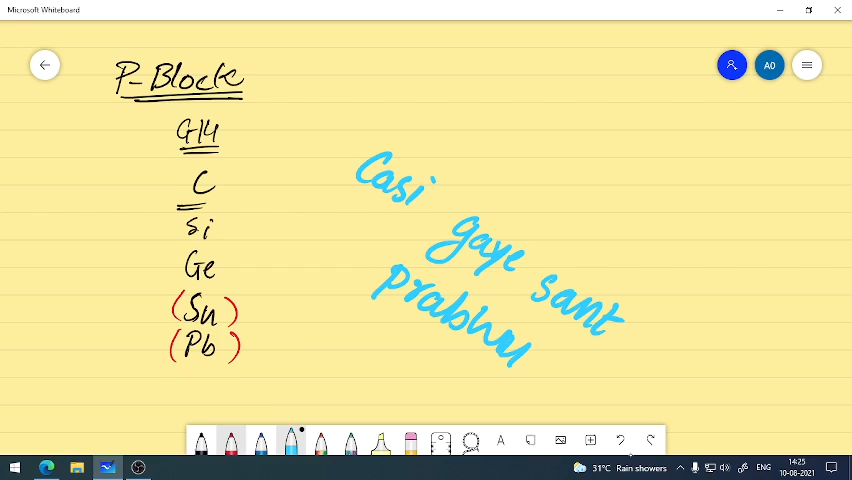 Microsoft Whiteboard
A0
P-Block
G14
C
Si
Ge
(Sn)
(Pb)
Casi gaye sant
prabhu
31°C Rain showers
ENG
14:25
10-08-2021